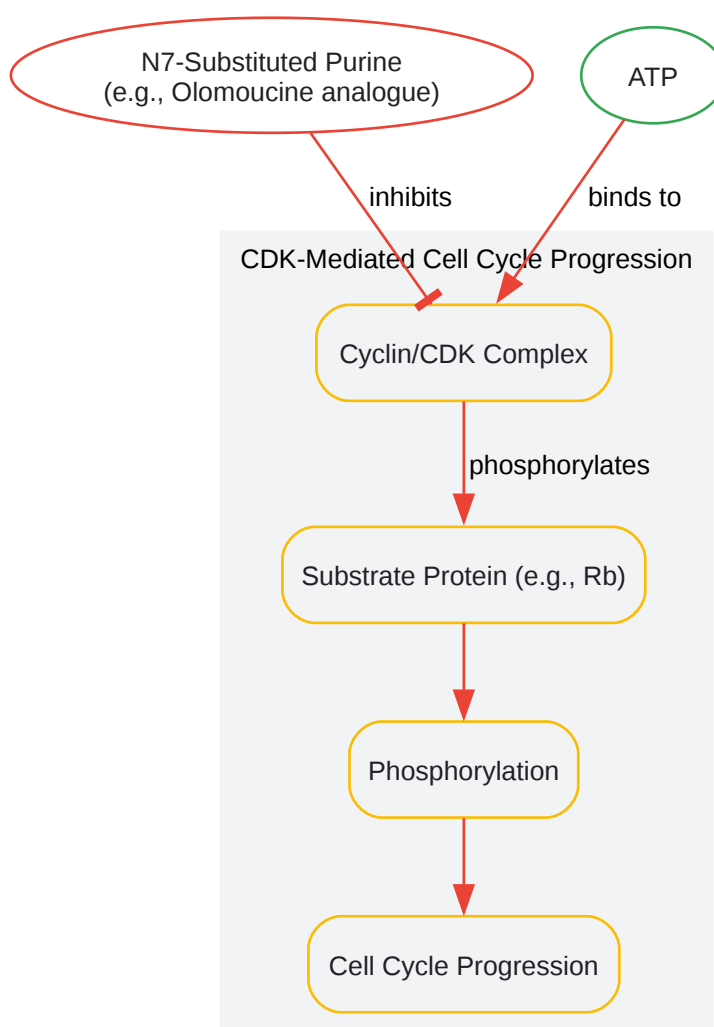 N7-Substituted Purine
(e.g., Olomoucine analogue)
ATP
inhibits
binds to
CDK-Mediated Cell Cycle Progression
Cyclin/CDK Complex
phosphorylates
Substrate Protein (e.g., Rb)
Phosphorylation
Cell Cycle Progression